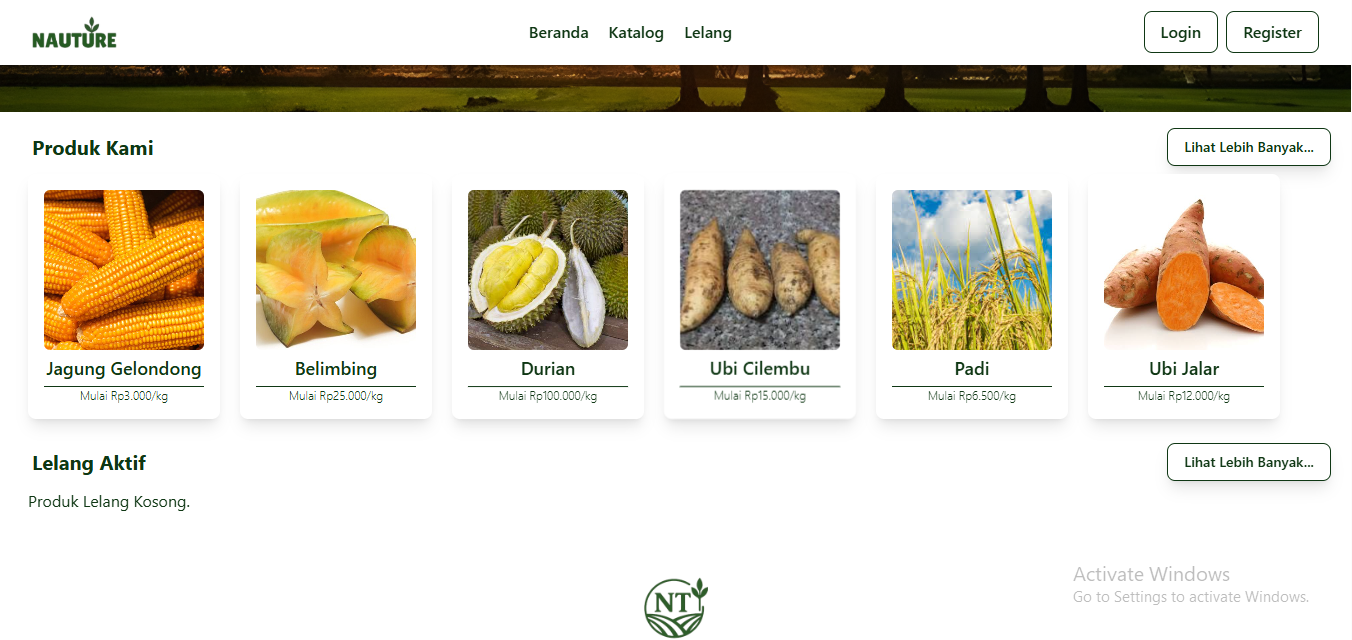 NAUTURE
Beranda Katalog Lelang
Login Register
Produk Kami
Lihat Lebih Banyak...
Jagung Gelondong
Mulai Rp3.000/kg
Belimbing
Mulai Rp25.000/kg
Durian
Mulai Rp100.000/kg
Ubi Cilembu
Mulai Rp15.000/kg
Padi
Mulai Rp6.500/kg
Ubi Jalar
Mulai Rp12.000/kg
Lelang Aktif
Lihat Lebih Banyak...
Produk Lelang Kosong.
Activate Windows
Go to Settings to activate Windows.
NT